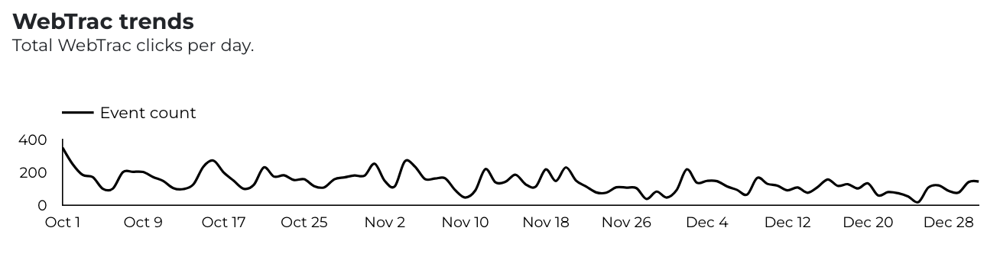 WebTrac trends
Total WebTrac clicks per day.
Event count
400
200
0
Oct 1 Oct 9 Oct 17 Oct 25 Nov 2 Nov 10 Nov 18 Nov 26 Dec 4 Dec 12 Dec 20 Dec 28